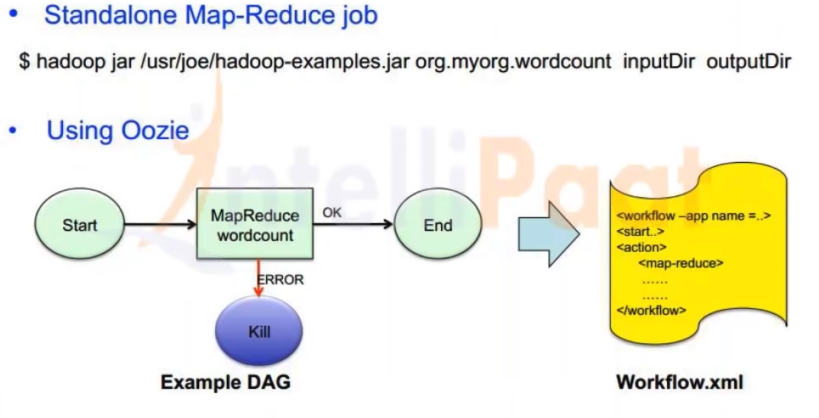 • Standalone Map-Reduce job
$ hadoop jar /usr/joe/hadoop-examples.jar org.myorg.wordcount inputDir outputDir
• Using Oozie
IntelliPaat
Start
MapReduce
wordcount
OK
End
ERROR
Kill
Example DAG
<workflow –app name =..>
<start..>
<action>
<map-reduce>
......
......
</workflow>
Workflow.xml